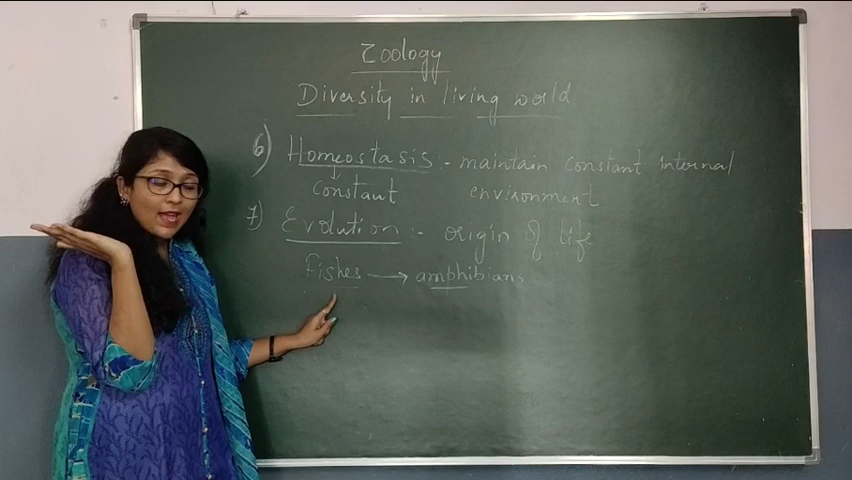 Zoology
Diversity in living world
6) Homeostasis :- maintain constant internal
↓
constant environment
7) Evolution :- origin of life
Fishes → amphibians